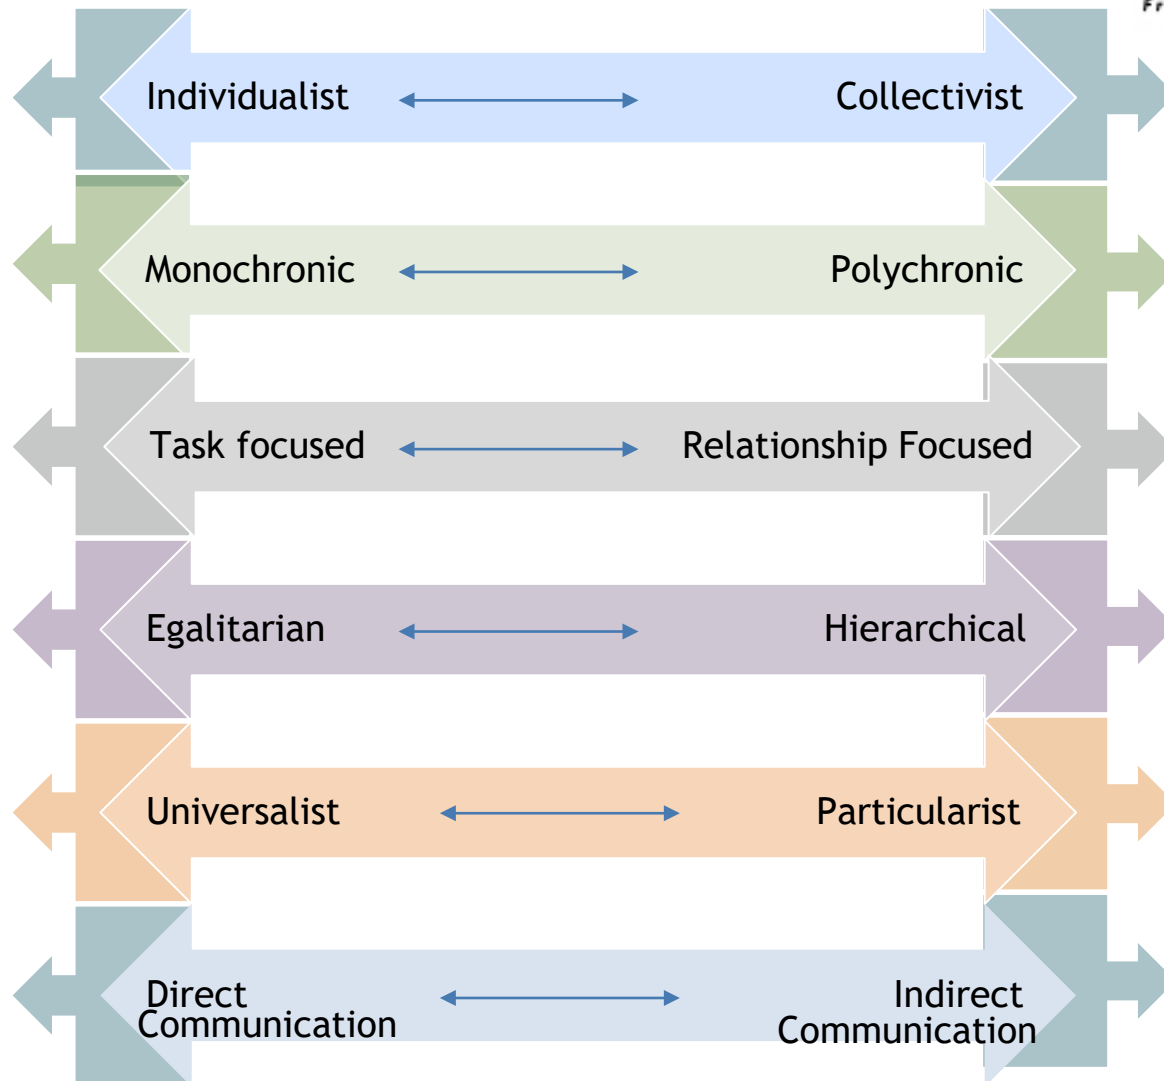 Individualist Collectivist
Monochronic Polychronic
Task focused Relationship Focused
Egalitarian Hierarchical
Universalist Particularist
Direct Indirect
Communication Communication